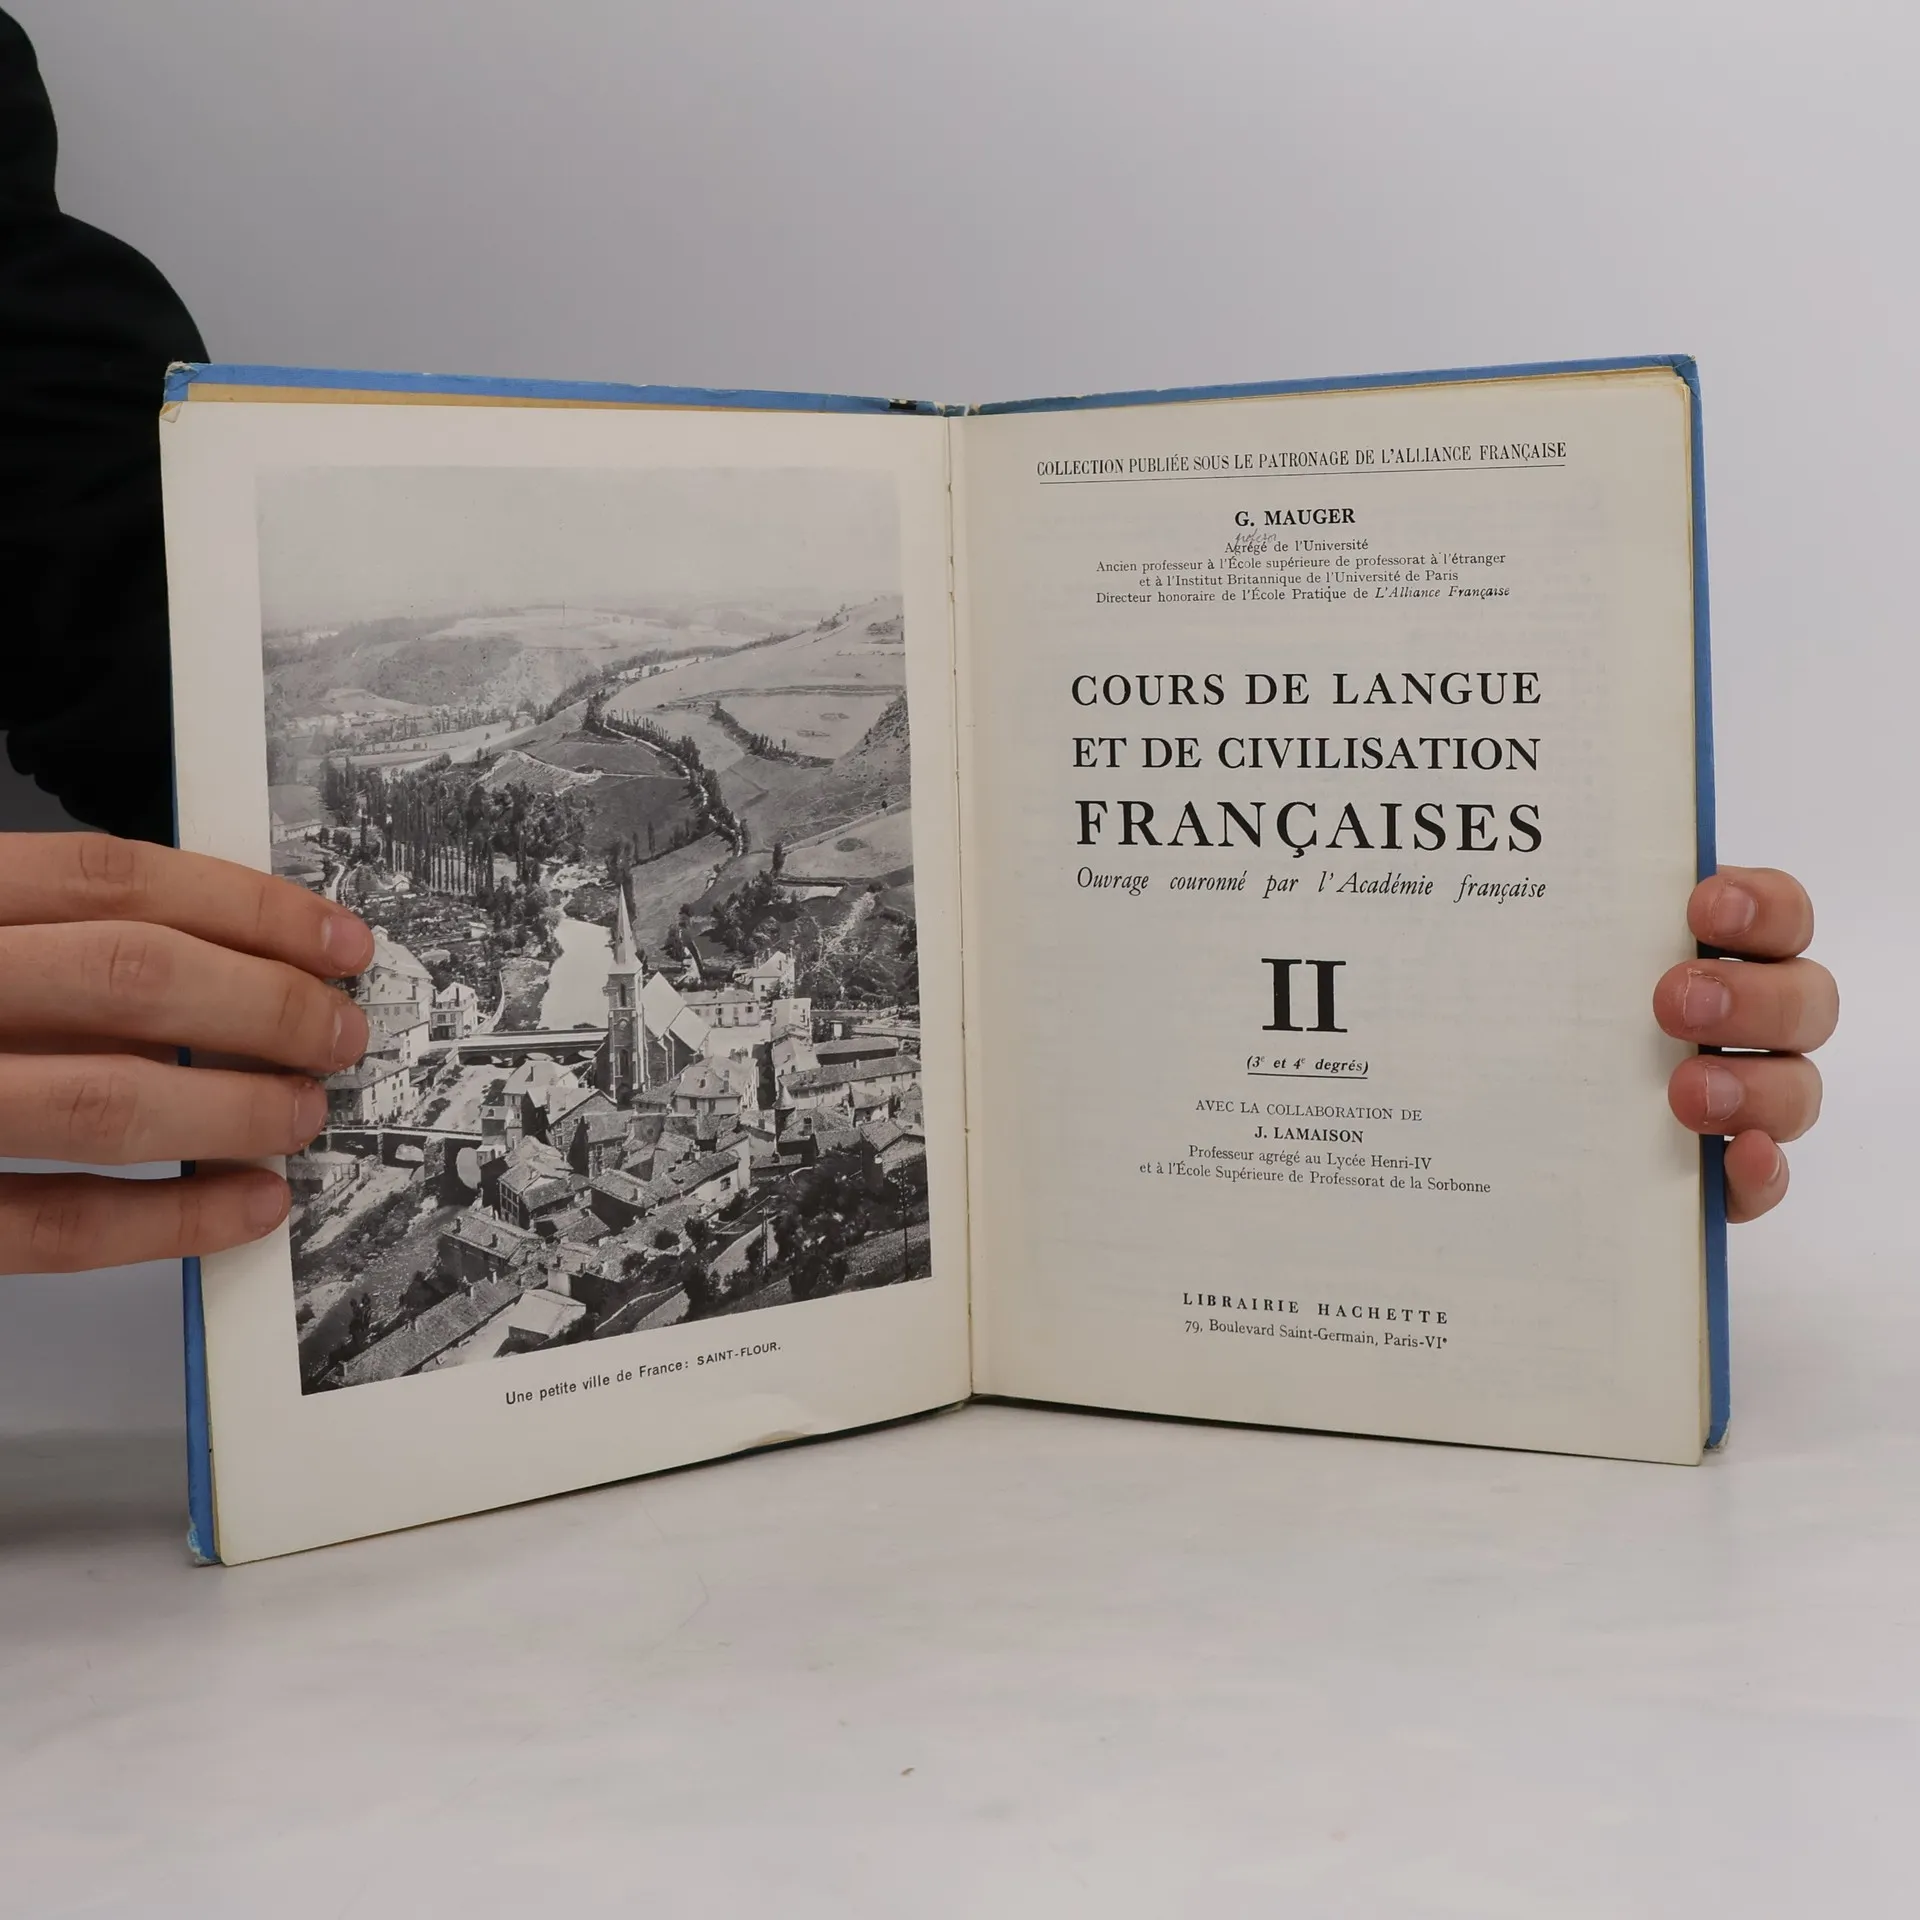 Une petite ville de France: SAINT-FLOUR.
COLLECTION PUBLIÉE SOUS LE PATRONAGE DE L'ALLIANCE FRANÇAISE
G. MAUGER
Agrégé de l'Université
Ancien professeur à l'École supérieure de professorat à l'étranger
et à l'Institut Britannique de l'Université de Paris
Directeur honoraire de l'École Pratique de L'Alliance Française
COURS DE LANGUE
ET DE CIVILISATION
FRANÇAISES
Ouvrage couronné par l'Académie française
II
(3e et 4e degrés)
AVEC LA COLLABORATION DE
J. LAMAISON
Professeur agrégé au Lycée Henri-IV
et à l'École Supérieure de Professorat de la Sorbonne
LIBRAIRIE HACHETTE
79, Boulevard Saint-Germain, Paris-VIe